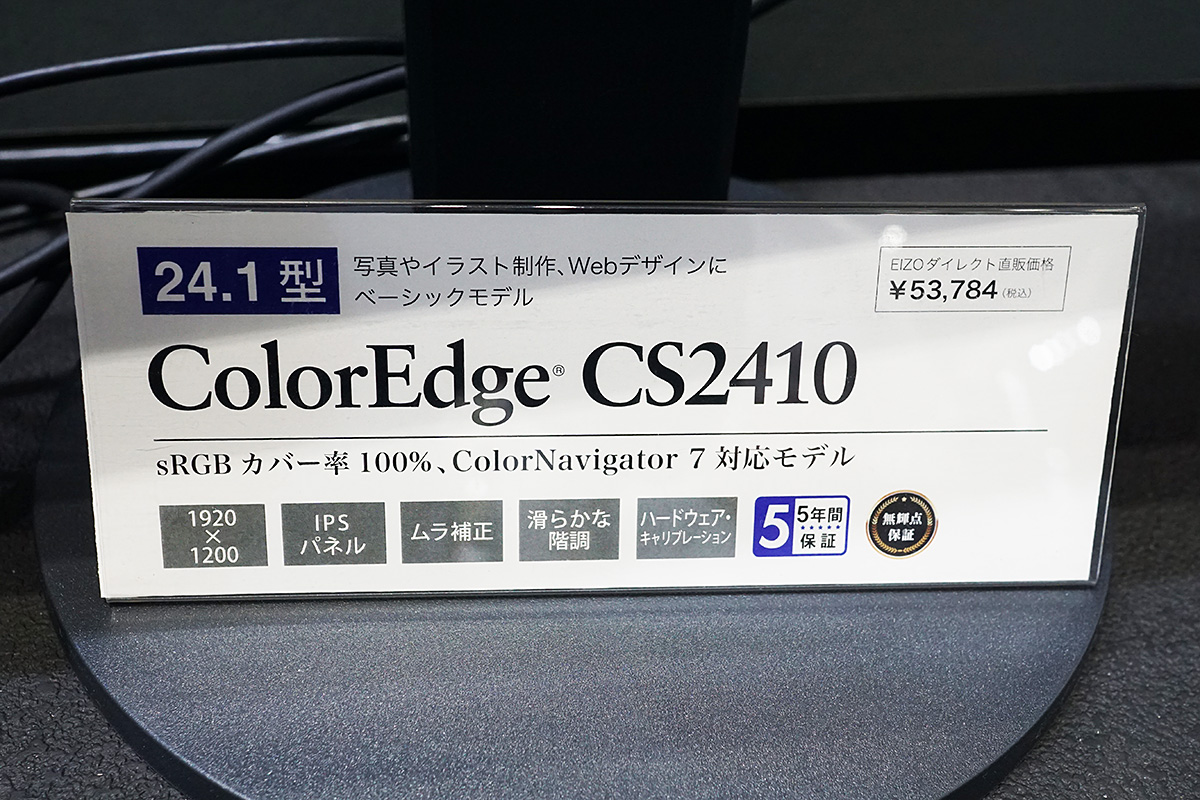 24.1 型
写真やイラスト制作、Webデザインに
ベーシックモデル
EIZOダイレクト直販価格
¥53,784(税込)
ColorEdge® CS2410
sRGB カバー率 100%、ColorNavigator 7 対応モデル
1920
×
1200
IPS
パネル
ムラ補正
滑らかな
階調
ハードウェア・
キャリブレーション
5
5年間
保証
無輝点
保証